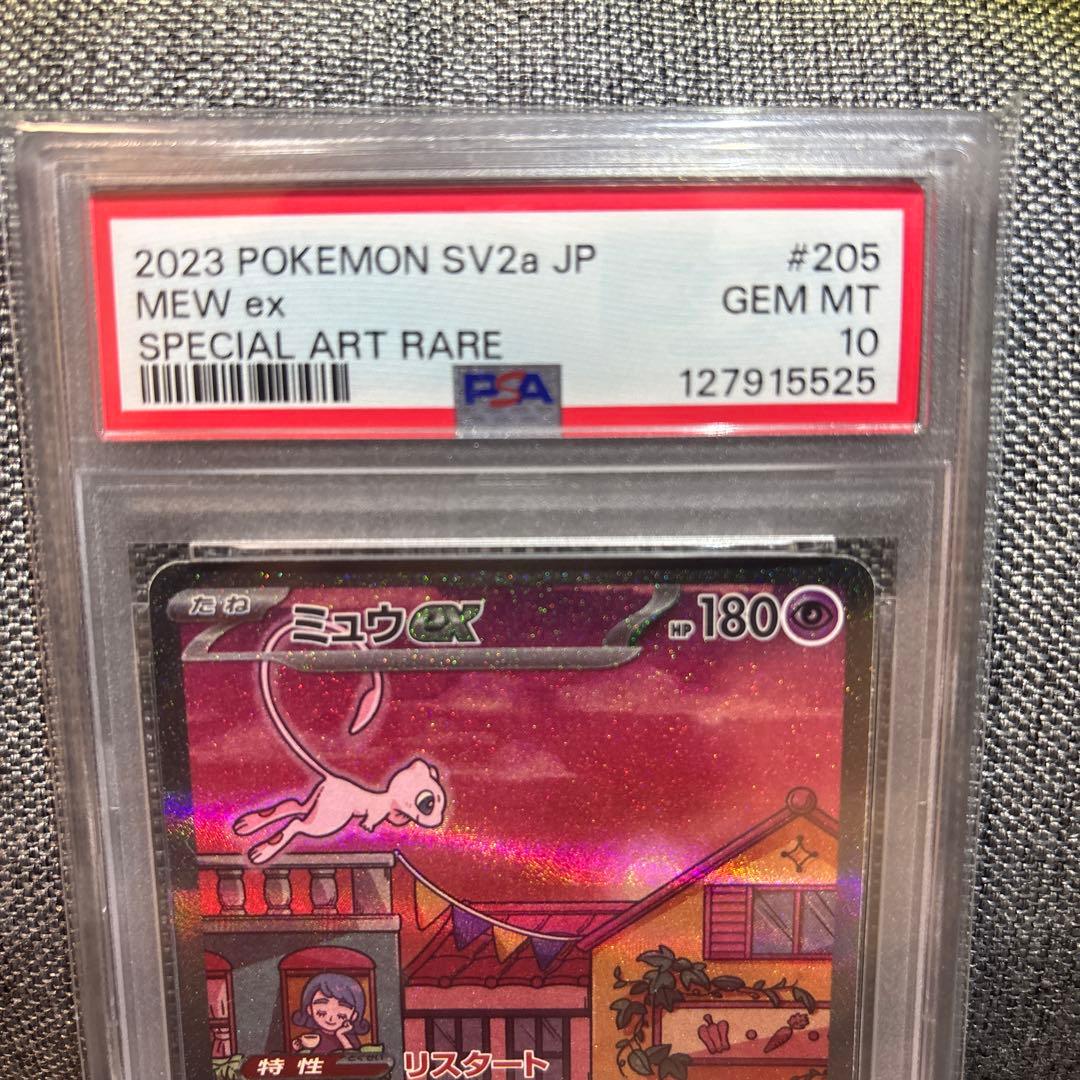 2023 POKEMON SV2a JP #205
MEW ex GEM MT
SPECIAL ART RARE 10
PSA 127915525
たね ミュウex HP 180
特性 リスタート